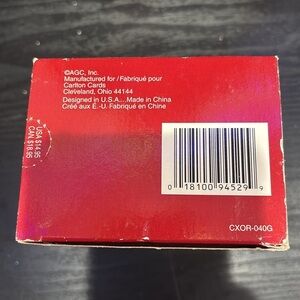 ©AGC, Inc.
Manufactured for / Fabriqué pour
Carlton Cards
Cleveland, Ohio 44144
Designed in U.S.A....Made in China
Créé aux E.-U. Fabriqué en Chine
USA $14.95
CAN $18.95
0 18100 94529 9
CXOR-040G